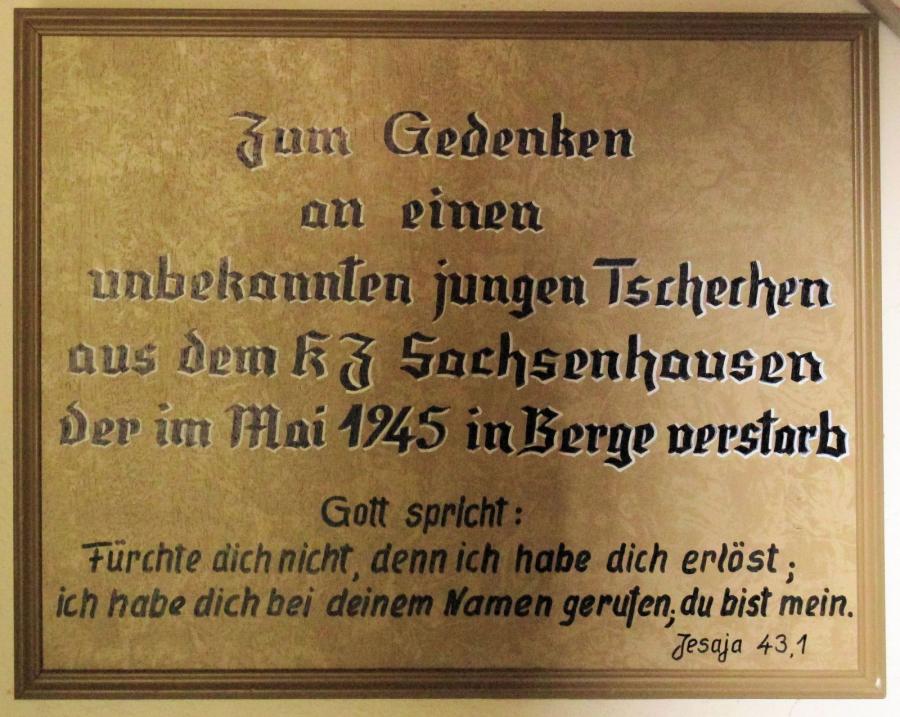 Zum Gedenken
an einen
unbekannten jungen Tschechen
aus dem KZ Sachsenhausen
der im Mai 1945 in Berge verstarb
Gott spricht:
Fürchte dich nicht, denn ich habe dich erlöst;
ich habe dich bei deinem Namen gerufen; du bist mein.
Jesaja 43,1